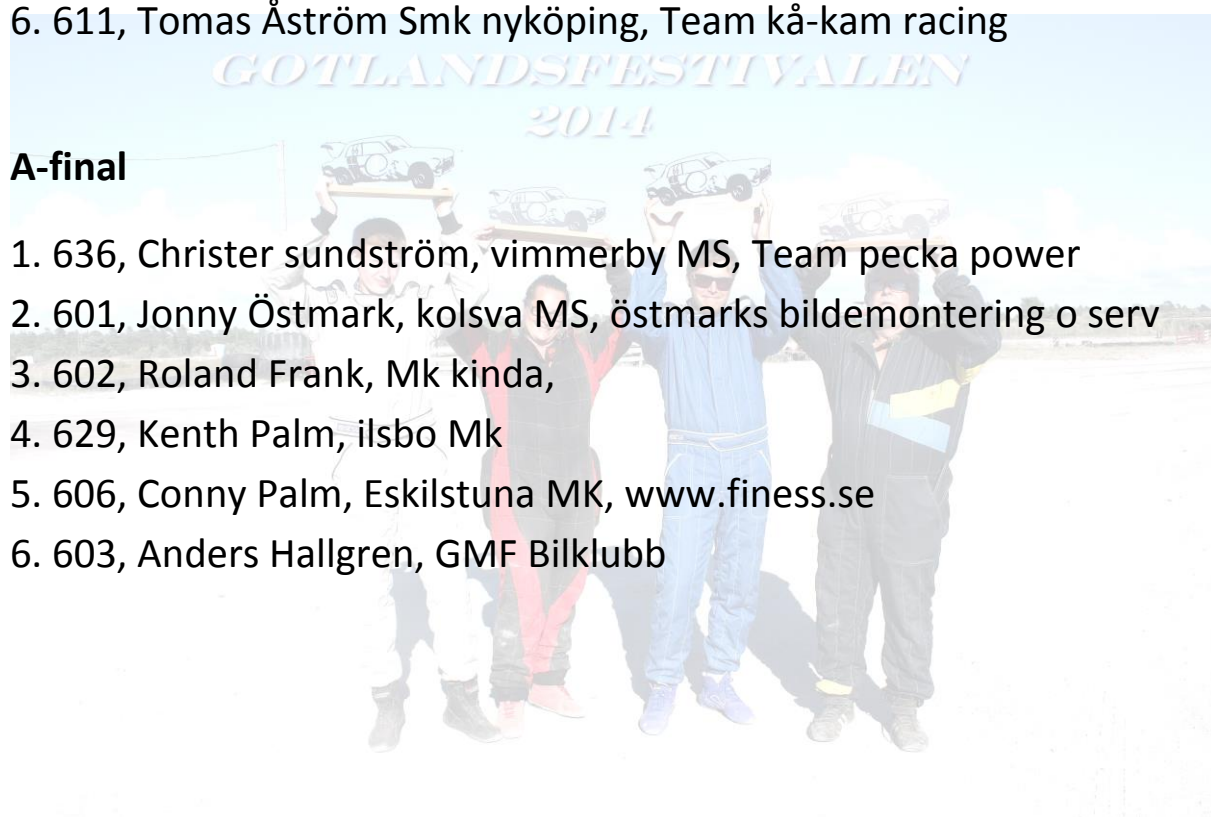 6. 611, Tomas Åström Smk nyköping, Team kå-kam racing
GOTLANDSFESTIVALEN
2014
A-final
1. 636, Christer sundström, vimmerby MS, Team pecka power
2. 601, Jonny Östmark, kolsva MS, östmarks bildemontering o serv
3. 602, Roland Frank, Mk kinda,
4. 629, Kenth Palm, ilsbo Mk
5. 606, Conny Palm, Eskilstuna MK, www.finess.se
6. 603, Anders Hallgren, GMF Bilklubb